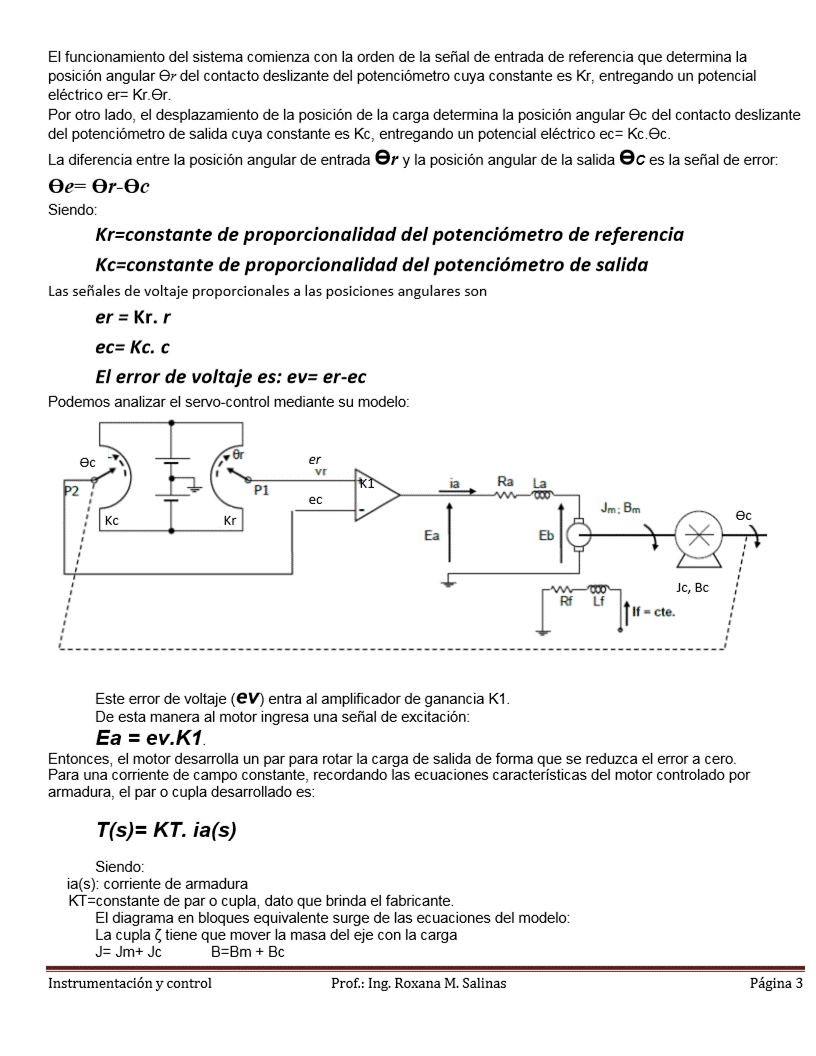 El funcionamiento del sistema comienza con la orden de la señal de entrada de referencia que determina la
posición angular ϴr del contacto deslizante del potenciómetro cuya constante es Kr, entregando un potencial
eléctrico er= Kr.ϴr.
Por otro lado, el desplazamiento de la posición de la carga determina la posición angular ϴc del contacto deslizante
del potenciómetro de salida cuya constante es Kc, entregando un potencial eléctrico ec= Kc.ϴc.
La diferencia entre la posición angular de entrada ϴr y la posición angular de la salida ϴc es la señal de error:
ϴe= ϴr-ϴc
Siendo:
Kr=constante de proporcionalidad del potenciómetro de referencia
Kc=constante de proporcionalidad del potenciómetro de salida
Las señales de voltaje proporcionales a las posiciones angulares son
er = Kr. r
ec= Kc. c
El error de voltaje es: ev= er-ec
Podemos analizar el servo-control mediante su modelo:
ϴc
θr
er
vr
K1
ia
Ra
La
P2
P1
ec
Kc
Kr
-
Ea
Eb
Jm; Bm
ϴc
Jc, Bc
Rf
Lf
If = cte.
Este error de voltaje (ev) entra al amplificador de ganancia K1.
De esta manera al motor ingresa una señal de excitación:
Ea = ev.K1.
Entonces, el motor desarrolla un par para rotar la carga de salida de forma que se reduzca el error a cero.
Para una corriente de campo constante, recordando las ecuaciones características del motor controlado por
armadura, el par o cupla desarrollado es:
T(s)= KT. ia(s)
Siendo:
ia(s): corriente de armadura
KT=constante de par o cupla, dato que brinda el fabricante.
El diagrama en bloques equivalente surge de las ecuaciones del modelo:
La cupla ζ tiene que mover la masa del eje con la carga
J= Jm+ Jc B=Bm + Bc
Instrumentación y control Prof.: Ing. Roxana M. Salinas Página 3